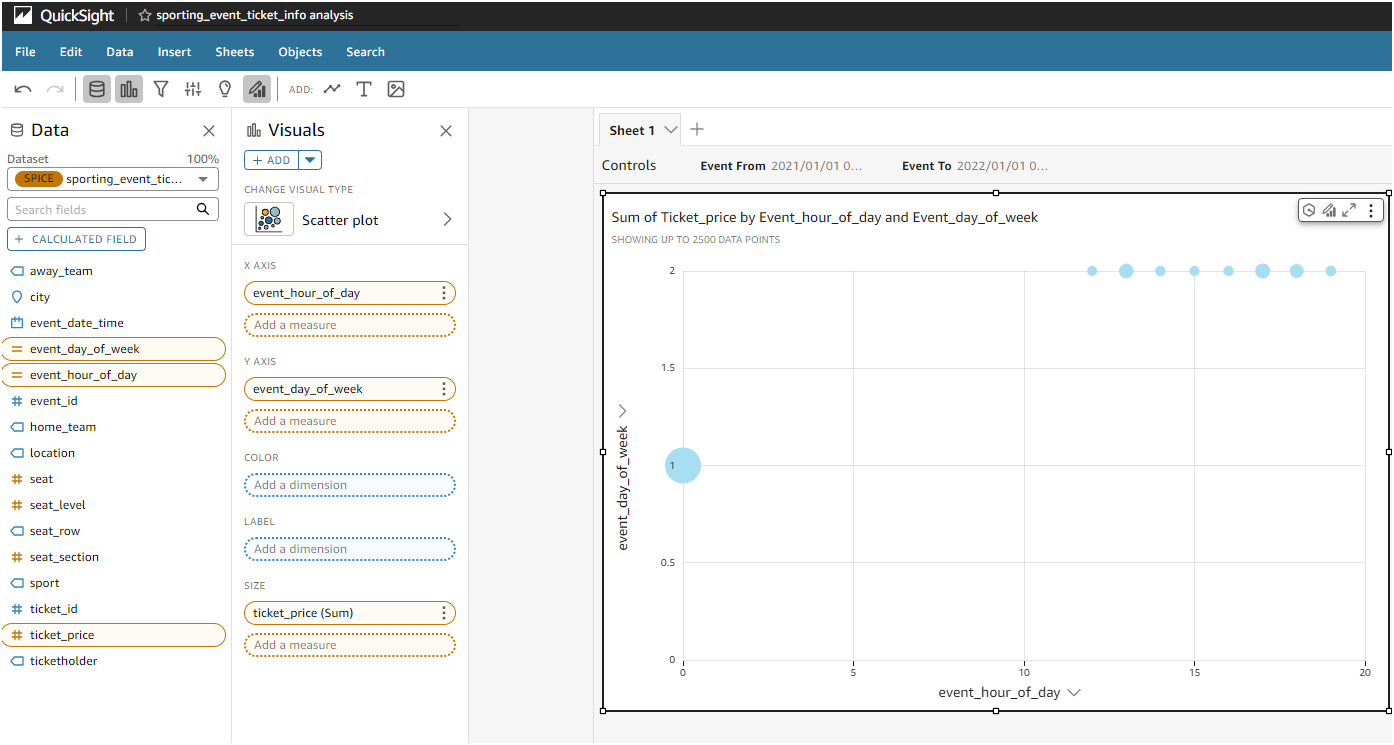 QuickSight sporting_event_ticket_info analysis
File Edit Data Insert Sheets Objects Search
ADD: T
Data
Dataset 100%
SPICE sporting_event_tic...
Search fields
+ CALCULATED FIELD
away_team
city
event_date_time
event_day_of_week
event_hour_of_day
event_id
home_team
location
seat
seat_level
seat_row
seat_section
sport
ticket_id
ticket_price
ticketholder
Visuals
+ ADD
CHANGE VISUAL TYPE
Scatter plot
X AXIS
event_hour_of_day
Add a measure
Y AXIS
event_day_of_week
Add a measure
COLOR
Add a dimension
LABEL
Add a dimension
SIZE
ticket_price (Sum)
Add a measure
Sheet 1
Controls Event From 2021/01/01 0... Event To 2022/01/01 0...
Sum of Ticket_price by Event_hour_of_day and Event_day_of_week
SHOWING UP TO 2500 DATA POINTS
2
1.5
1
0.5
0
event_day_of_week
0 5 10 15 20
event_hour_of_day